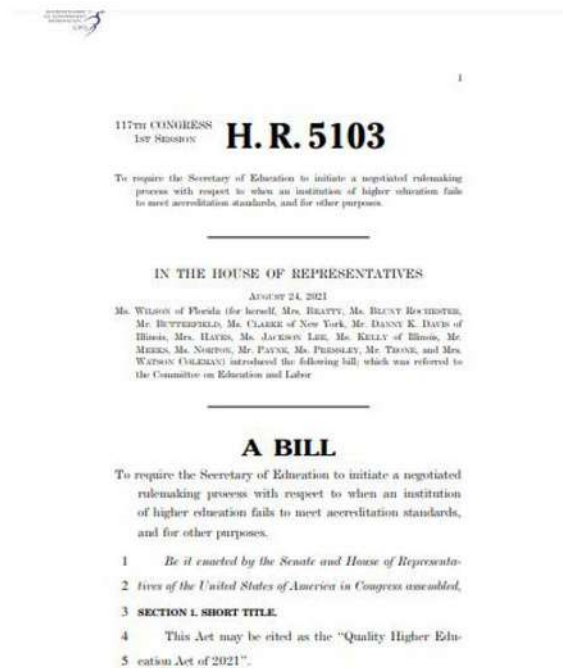 1
117TH CONGRESS
1ST SESSION
H. R. 5103
To require the Secretary of Education to initiate a negotiated rulemaking
process with respect to when an institution of higher education fails
to meet accreditation standards, and for other purposes.
IN THE HOUSE OF REPRESENTATIVES
AUGUST 24, 2021
Ms. WILSON of Florida (for herself, Mrs. BEATTY, Ms. BLUNT ROCHESTER,
Mr. BUTTERFIELD, Ms. CLARKE of New York, Mr. DANNY K. DAVIS of
Illinois, Mrs. HAYES, Ms. JACKSON LEE, Ms. KELLY of Illinois, Mr.
MEEKS, Ms. NORTON, Mr. PAYNE, Ms. PRESSLEY, Mr. TRONE, and Mrs.
WATSON COLEMAN) introduced the following bill; which was referred to
the Committee on Education and Labor
A BILL
To require the Secretary of Education to initiate a negotiated
rulemaking process with respect to when an institution
of higher education fails to meet accreditation standards,
and for other purposes.
1 Be it enacted by the Senate and House of Representa-
2 tives of the United States of America in Congress assembled,
3 SECTION 1. SHORT TITLE.
4 This Act may be cited as the “Quality Higher Edu-
5 cation Act of 2021”.